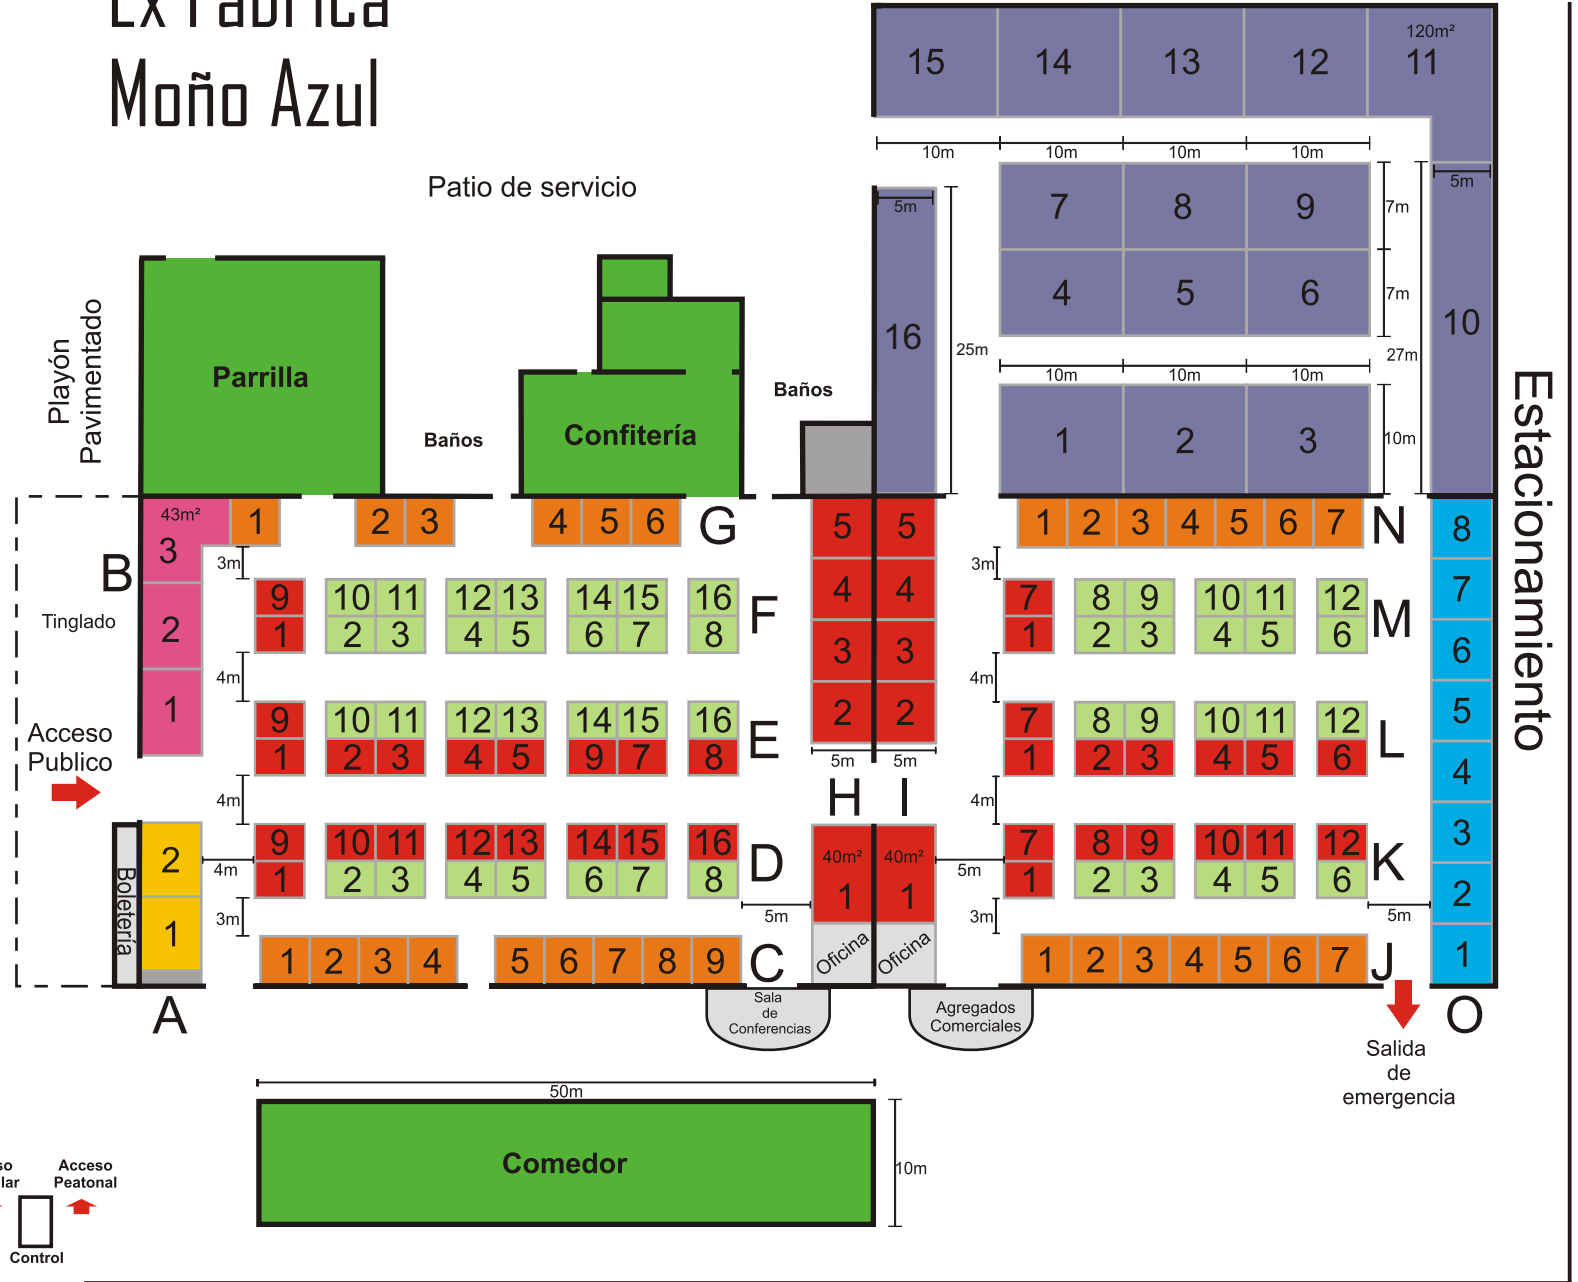 Ex Fábrica
Moño Azul
Patio de servicio
15
14
13
12
120m²
11
10m
10m
10m
10m
5m
5m
7
8
9
7m
4
5
6
7m
16
25m
27m
10
10m
10m
10m
1
2
3
10m
Playón
Pavimentado
Parrilla
Baños
Confitería
Baños
Estacionamiento
43m²
3
1
2
3
4
5
6
G
5
5
1
2
3
4
5
6
7
N
8
B
3m
3m
Tinglado
2
9
10
11
12
13
14
15
16
F
4
4
7
8
9
10
11
12
M
7
1
2
3
4
5
6
7
8
1
2
3
4
5
6
6
4m
3
3
4m
1
9
10
11
12
13
14
15
16
E
2
2
7
8
9
10
11
12
L
5
1
2
3
4
5
9
7
8
1
2
3
4
5
6
5m
5m
4
Acceso
Publico
4m
H
I
4m
2
9
10
11
12
13
14
15
16
D
40m²
40m²
7
8
9
10
11
12
K
3
4m
5m
1
2
3
4
5
6
7
8
1
1
1
2
3
4
5
6
2
Boletería
1
3m
5m
3m
5m
1
2
3
4
5
6
7
8
9
C
Oficina
Oficina
1
2
3
4
5
6
7
J
1
A
Sala
de
Conferencias
Agregados
Comerciales
O
Salida
de
emergencia
50m
Comedor
10m
so
lar
Acceso
Peatonal
Control